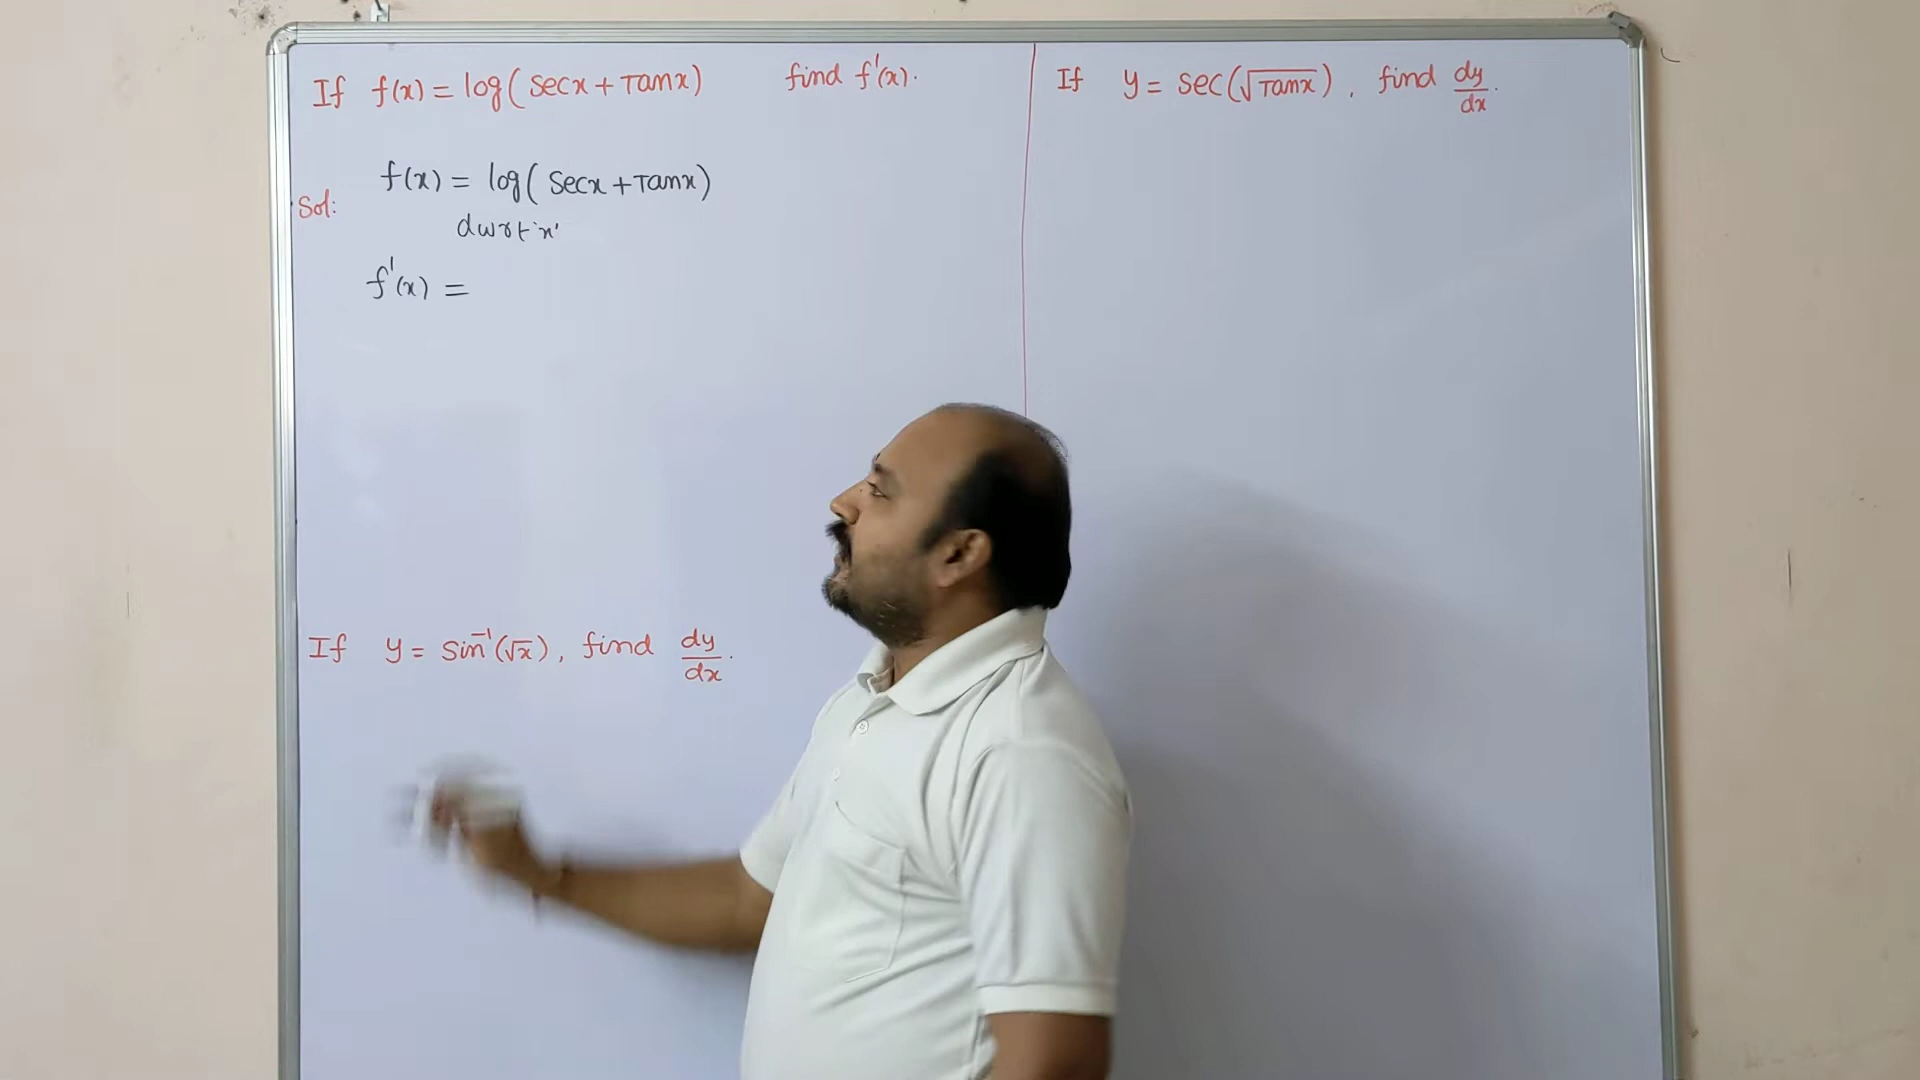 If f(x) = log(secx + Tanx) find f'(x).
Sol: f(x) = log(secx + Tanx)
dwrt 'x'
f'(x) =
If y = sin⁻¹(√x), find dy/dx.
If y = sec(√Tanx), find dy/dx.